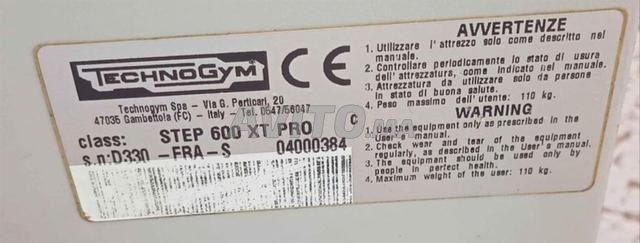 TECHNOGYM
CE
Technogym Spa - Via G. Perticari, 20
47035 Gambettola (FC) - Italy - Tel. 0547/56047
class: STEP 600 XT PRO C
s.n:D330 -FRA-S 04000384
AVVERTENZE
1. Utilizzare l'attrezzo solo come descritto nel
manuale.
2. Controllare periodicamente lo stato di usura
dell'attrezzatura, come indicato nel manuale.
3. Attrezzatura da utilizzare solo da persone
in stato di buona salute.
4. Peso massimo dell'utente: 110 kg.
WARNING
1. Use the equipment only as prescribed in the
User's manual.
2. Check wear and tear of the equipment
regularly, as described in the User's manual.
3. The equipment should be used only by
people in perfect health.
4. Maximum weight of the user: 110 kg.